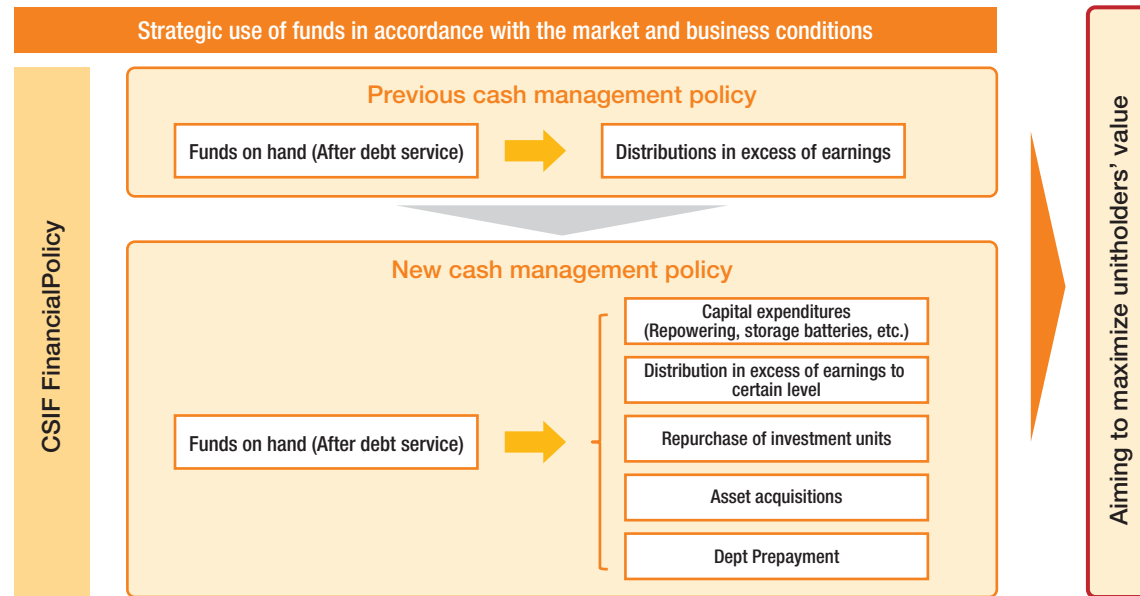 Strategic use of funds in accordance with the market and business conditions
CSIF FinancialPolicy
Previous cash management policy
Funds on hand (After debt service)
Distributions in excess of earnings
New cash management policy
Funds on hand (After debt service)
Capital expenditures
(Repowering, storage batteries, etc.)
Distribution in excess of earnings to
certain level
Repurchase of investment units
Asset acquisitions
Dept Prepayment
Aiming to maximize unitholders’ value